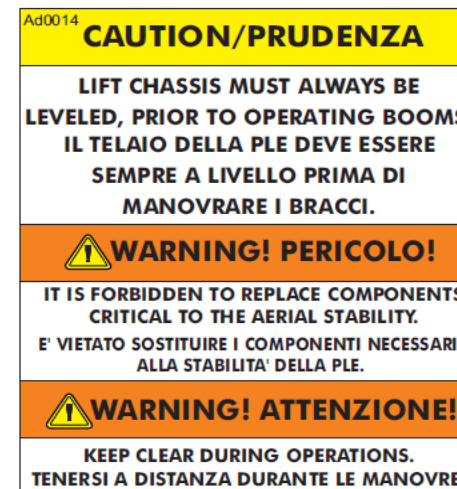 Ad0014
CAUTION/PRUDENZA
LIFT CHASSIS MUST ALWAYS BE
LEVELED, PRIOR TO OPERATING BOOMS
IL TELAIO DELLA PLE DEVE ESSERE
SEMPRE A LIVELLO PRIMA DI
MANOVRARE I BRACCI.
WARNING! PERICOLO!
IT IS FORBIDDEN TO REPLACE COMPONENTS
CRITICAL TO THE AERIAL STABILITY.
E' VIETATO SOSTITUIRE I COMPONENTI NECESSARI
ALLA STABILITA' DELLA PLE.
WARNING! ATTENZIONE!
KEEP CLEAR DURING OPERATIONS.
TENERSI A DISTANZA DURANTE LE MANOVRE